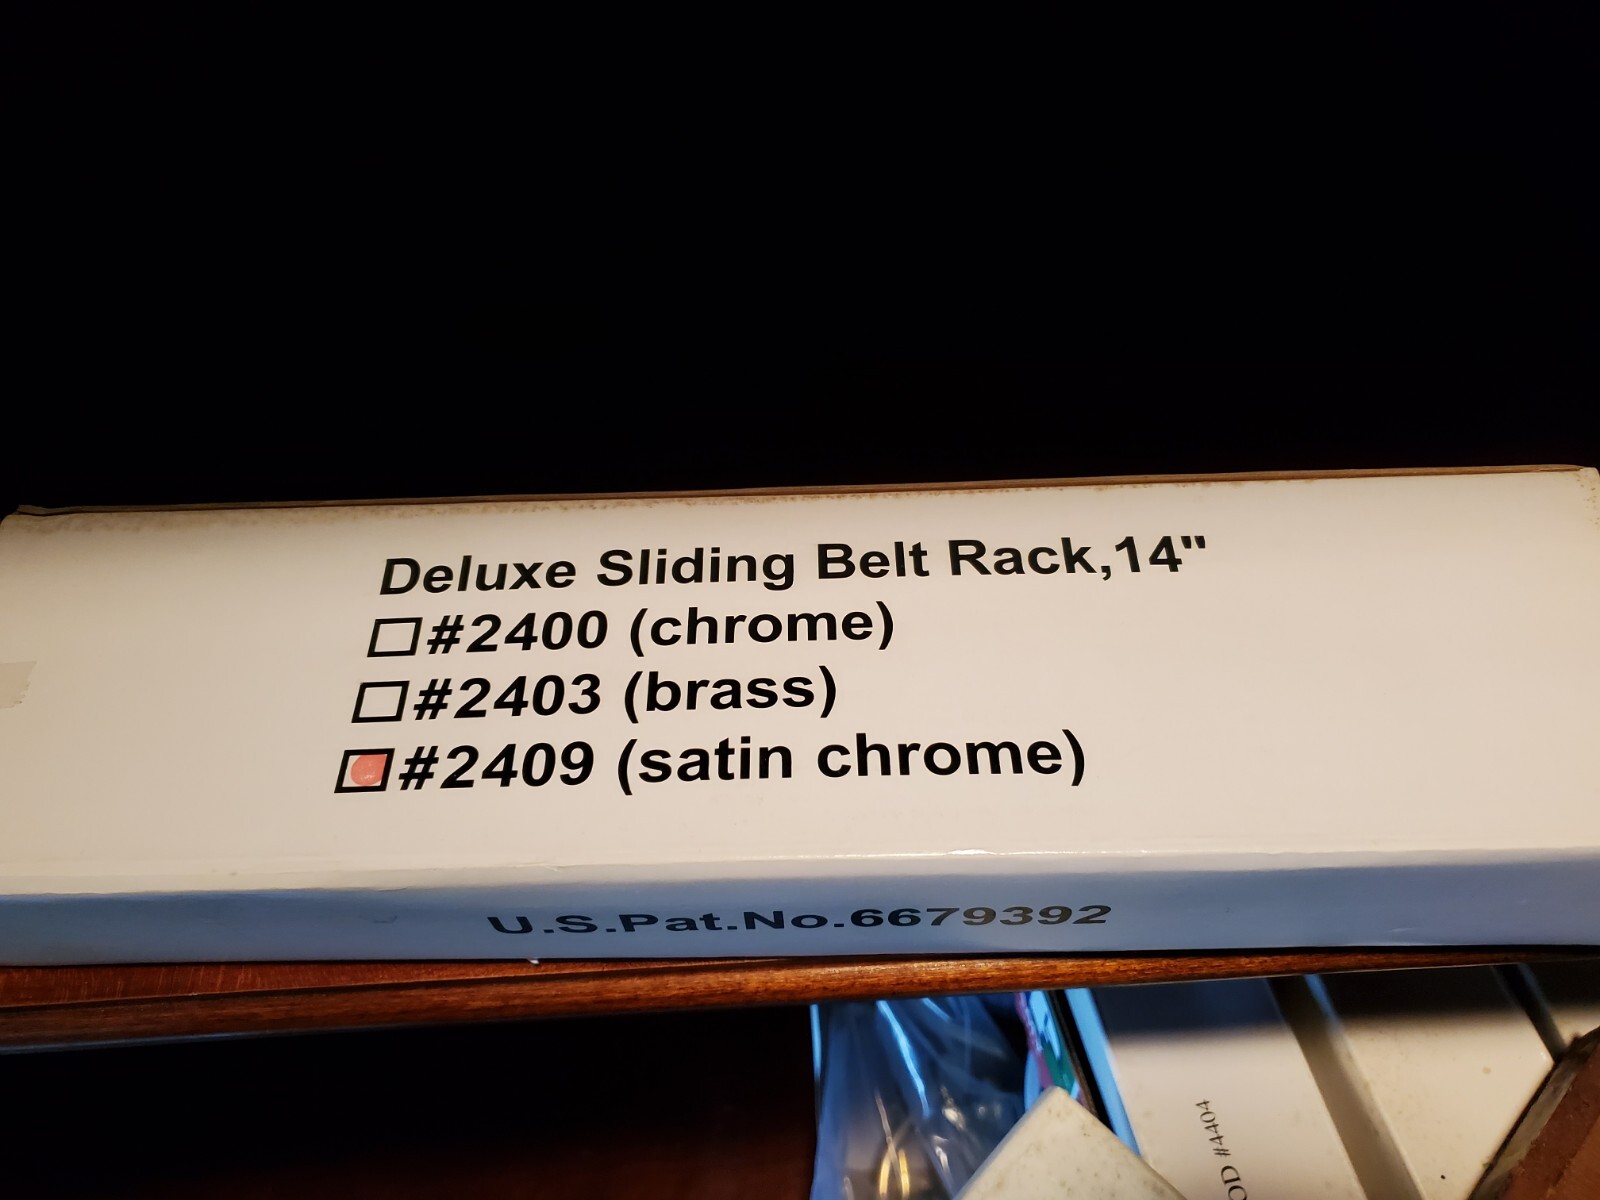 Deluxe Sliding Belt Rack,14"
#2400 (chrome)
#2403 (brass)
#2409 (satin chrome)
U.S.Pat.No.6679392
#4404